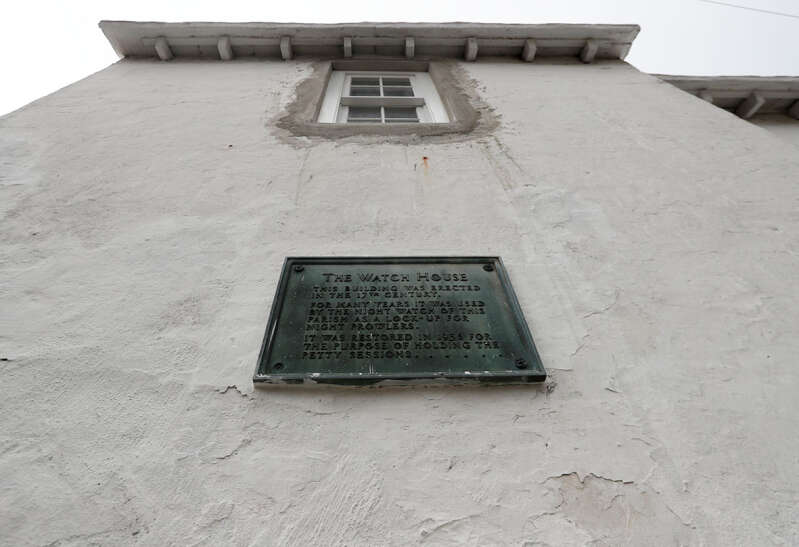 THE WATCH HOUSE
THIS BUILDING WAS ERECTED
IN THE 17TH CENTURY.
FOR MANY YEARS IT WAS USED
BY THE NIGHT WATCH OF THIS
PARISH AS A LOCK-UP FOR
NIGHT PROWLERS.
IT WAS RESTORED IN 1936 FOR
THE PURPOSE OF HOLDING THE
PETTY SESSIONS. . . . . . .